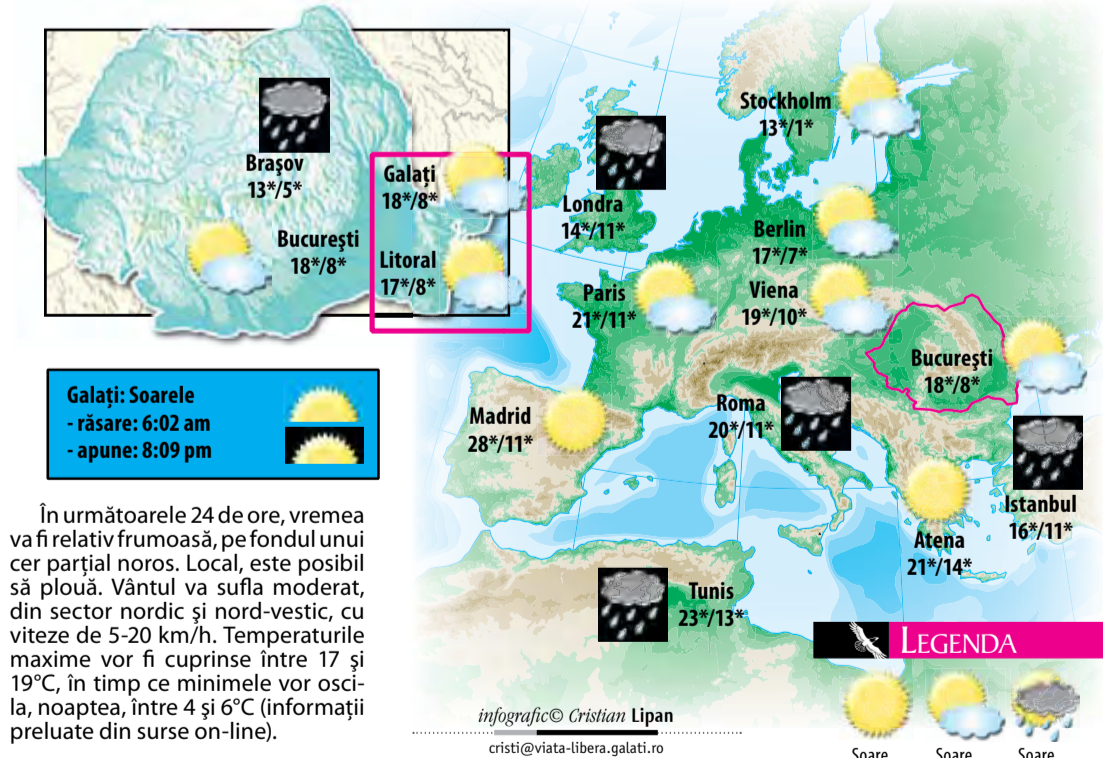 Braşov
13*/5*
Galaţi
18*/8*
Bucureşti
18*/8*
Litoral
17*/8*
Galaţi: Soarele
- răsare: 6:02 am
- apune: 8:09 pm
În următoarele 24 de ore, vremea
va fi relativ frumoasă, pe fondul unui
cer parţial noros. Local, este posibil
să plouă. Vântul va sufla moderat,
din sector nordic şi nord-vestic, cu
viteze de 5-20 km/h. Temperaturile
maxime vor fi cuprinse între 17 şi
19°C, în timp ce minimele vor osci-
la, noaptea, între 4 şi 6°C (informaţii
preluate din surse on-line).
Stockholm
13*/1*
Londra
14*/11*
Berlin
17*/7*
Paris
21*/11*
Viena
19*/10*
Bucureşti
18*/8*
Madrid
28*/11*
Roma
20*/11*
Istanbul
16*/11*
Atena
21*/14*
Tunis
23*/13*
LEGENDA
Soare
Soare
Soare
infografic© Cristian Lipan
cristi@viata-libera.galati.ro